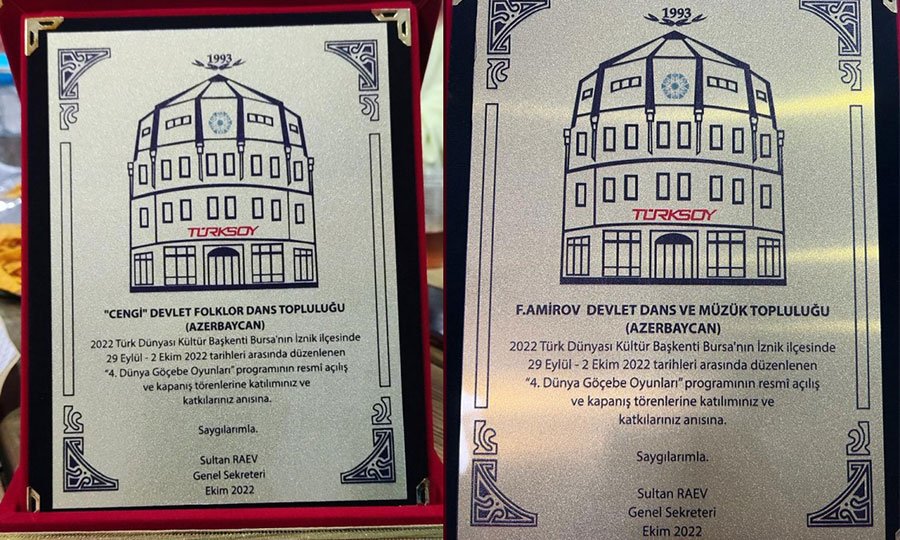 1993
TÜRKSOY
"CENGİ" DEVLET FOLKLOR DANS TOPLULUĞU
(AZERBAYCAN)
2022 Türk Dünyası Kültür Başkenti Bursa'nın İznik ilçesinde
29 Eylül - 2 Ekim 2022 tarihleri arasında düzenlenen
"4. Dünya Göçebe Oyunları" programının resmî açılış
ve kapanış törenlerine katılımınız ve
katkılarınız anısına.
Saygılarımla.
Sultan RAEV
Genel Sekreteri
Ekim 2022
1993
TÜRKSOY
F.AMİROV DEVLET DANS VE MÜZÜK TOPLULUĞU
(AZERBAYCAN)
2022 Türk Dünyası Kültür Başkenti Bursa'nın İznik ilçesinde
29 Eylül - 2 Ekim 2022 tarihleri arasında düzenlenen
"4. Dünya Göçebe Oyunları" programının resmî açılış
ve kapanış törenlerine katılımınız ve
katkılarınız anısına.
Saygılarımla.
Sultan RAEV
Genel Sekreteri
Ekim 2022